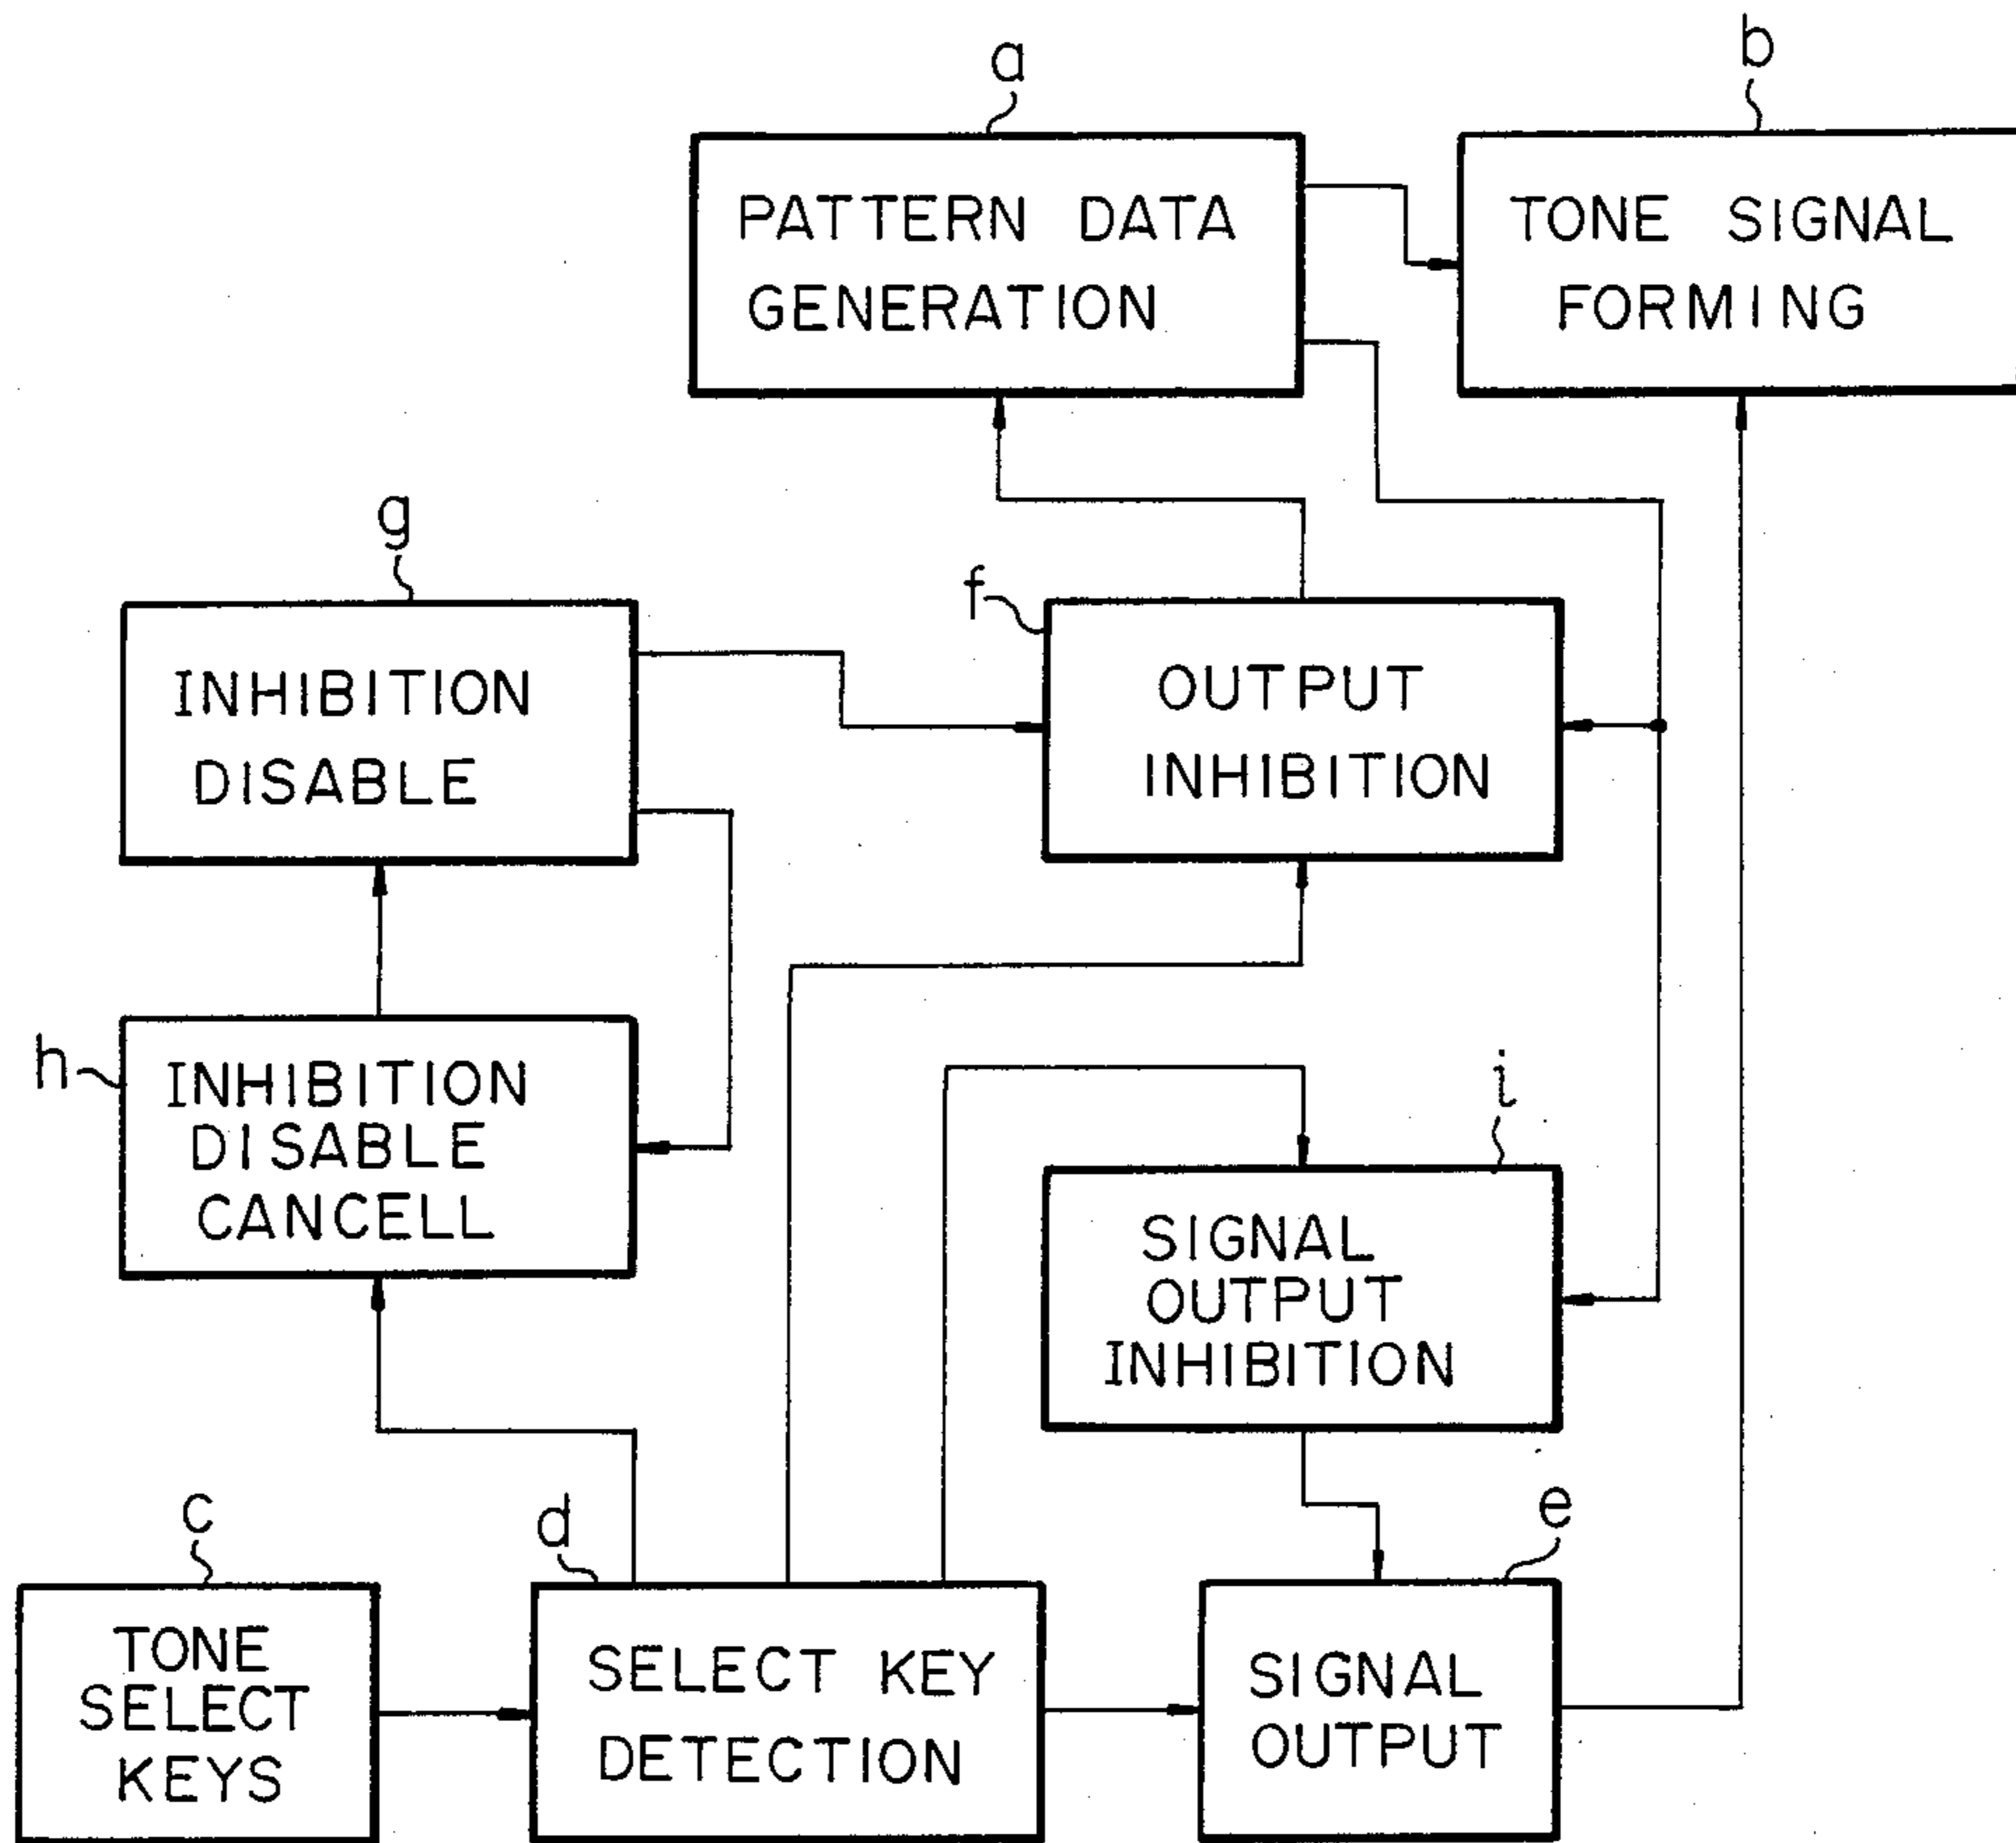 a
b
PATTERN DATA
GENERATION
TONE SIGNAL
FORMING
g
f
INHIBITION
DISABLE
OUTPUT
INHIBITION
h
INHIBITION
DISABLE
CANCELL
i
SIGNAL
OUTPUT
INHIBITION
c
d
e
TONE
SELECT
KEYS
SELECT KEY
DETECTION
SIGNAL
OUTPUT